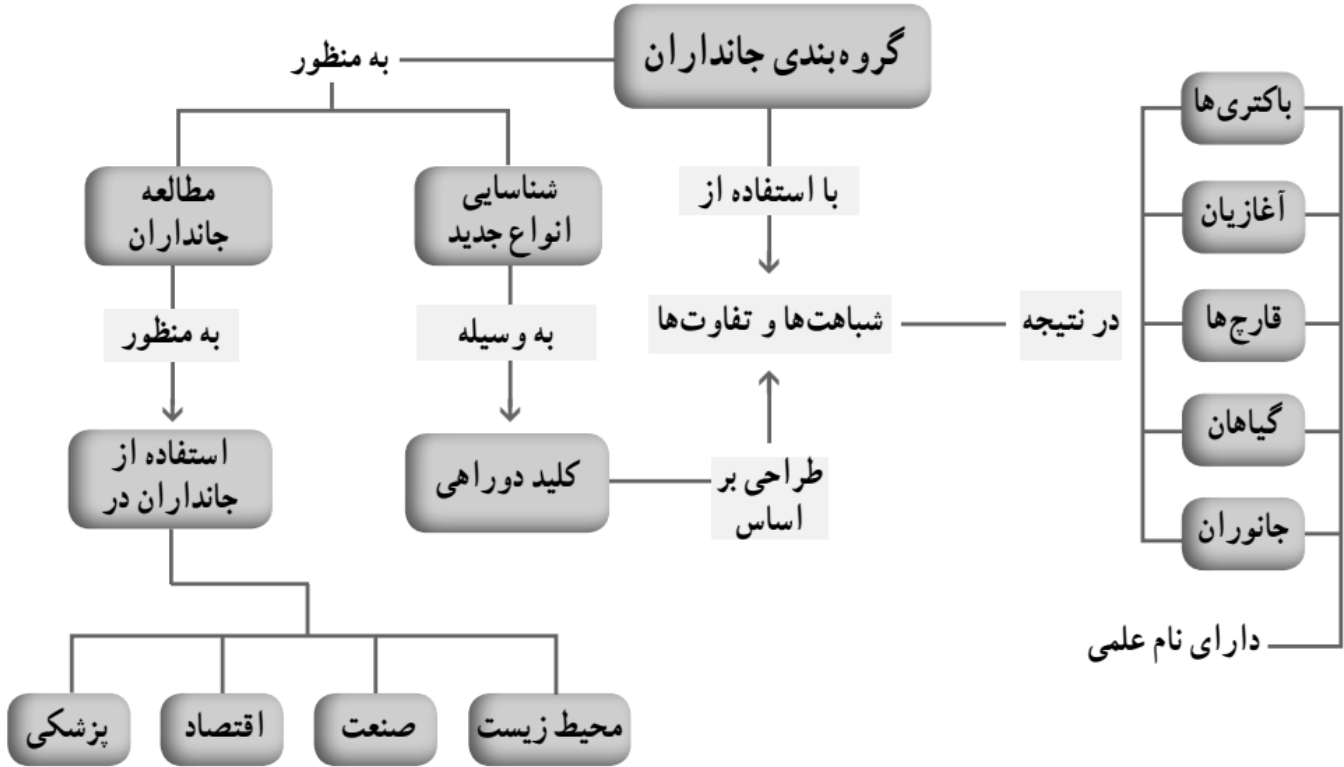 گروه‌بندی جانداران
به منظور
باکتری‌ها
آغازیان
قارچ‌ها
گیاهان
جانوران
دارای نام علمی
با استفاده از
شباهت‌ها و تفاوت‌ها
در نتیجه
شناسایی
انواع جدید
به وسیله
کلید دوراهی
طراحی بر
اساس
مطالعه
جانداران
به منظور
استفاده از
جانداران در
محیط زیست
صنعت
اقتصاد
پزشکی